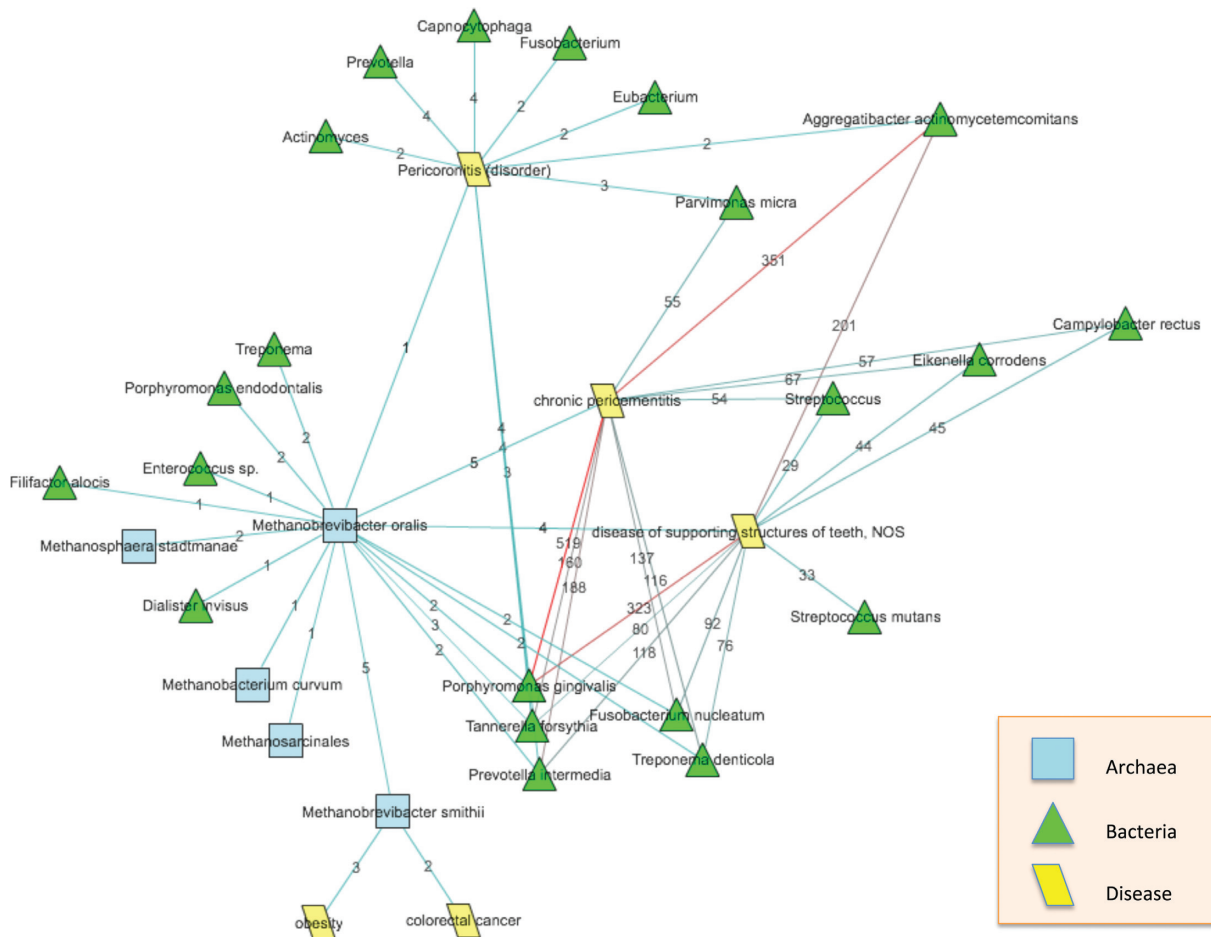 Capnocytophaga
Fusobacterium
Prevotella
Eubacterium
Actinomyces
Aggregatibacter actinomycetemcomitans
4
2
4
2
2
2
Pericoronitis (disorder)
3
Parvimonas micra
351
55
201
Campylobacter rectus
Treponema
1
57
Eikenella corrodens
Porphyromonas endodontalis
67
chronic pericementitis
54
Streptococcus
4
45
2
4
44
2
5
3
29
Enterococcus sp.
Filifactor alocis
1
1
Methanobrevibacter oralis
4
disease of supporting structures of teeth, NOS
Methanosphaera stadtmanae
2
519
137
160
1
116
33
188
Dialister invisus
1
2
2
323
Streptococcus mutans
3
92
80
1
2
2
76
118
5
Methanobacterium curvum
Porphyromonas gingivalis
Fusobacterium nucleatum
Tannerella forsythia
Methanosarcinales
Treponema denticola
Prevotella intermedia
Archaea
Methanobrevibacter smithii
Bacteria
3
2
Disease
obesity
colorectal cancer